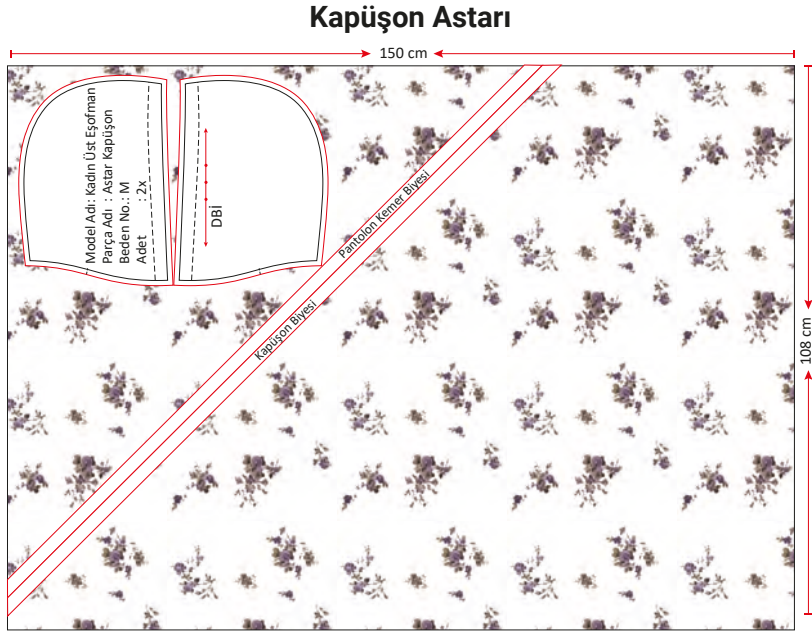 Kapüşon Astarı
150 cm
Model Adı: Kadın Üst Eşofman
Parça Adı : Astar Kapüşon
Beden No.: M
Adet : 2x
DBİ
Pantolon Kemer Biyesi
Kapüşon Biyesi
108 cm